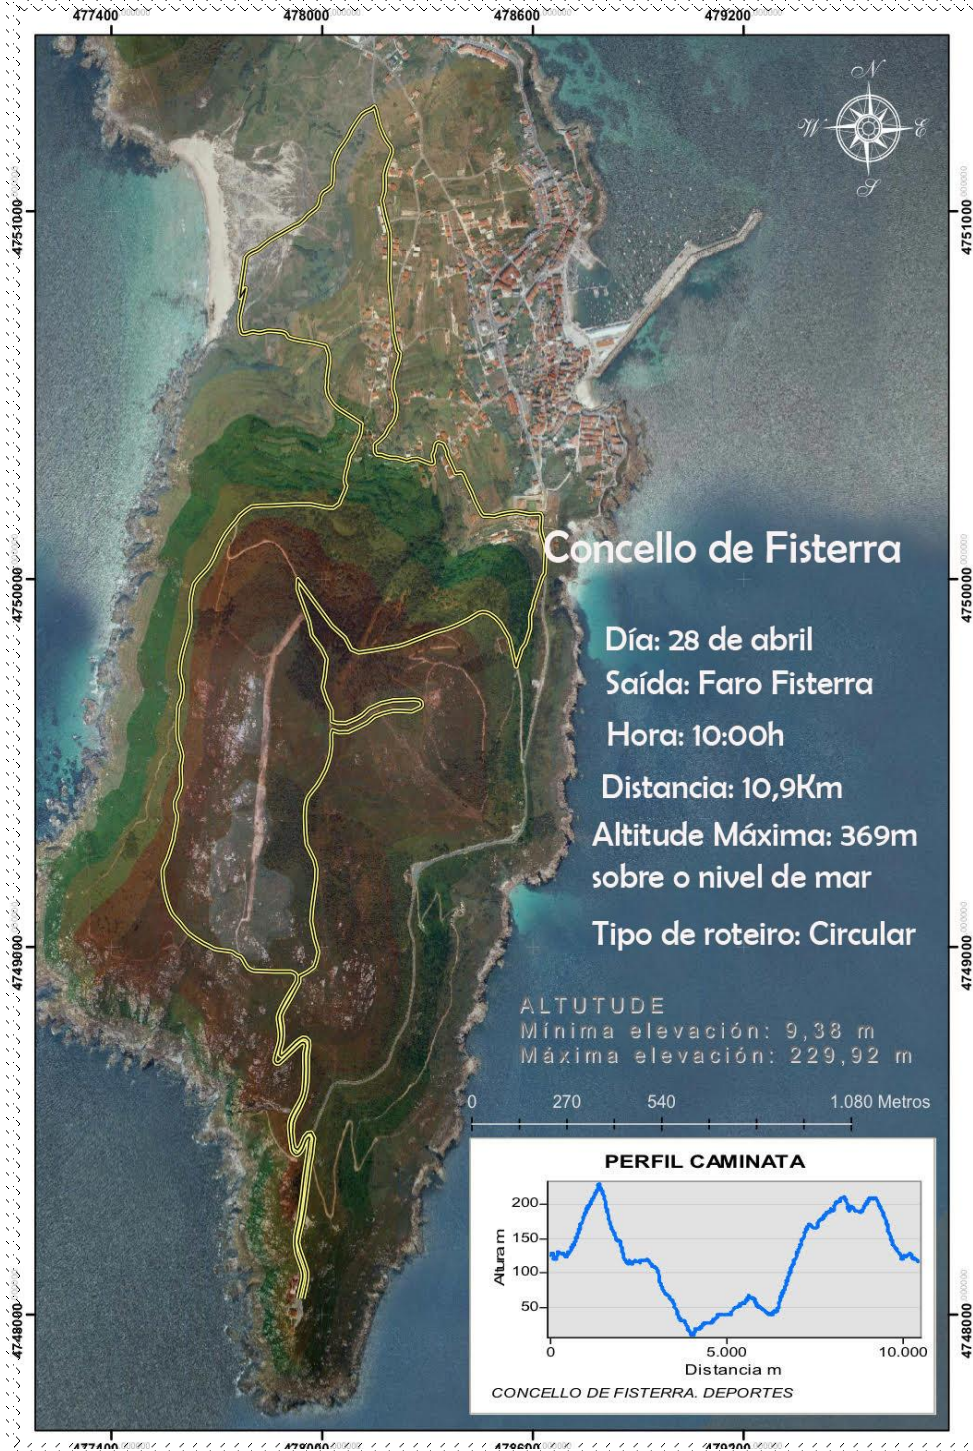 477400 478000 478600 479200
N
W E
S
4751000 4751000
Concello de Fisterra
4750000 4750000
Día: 28 de abril
Saída: Faro Fisterra
Hora: 10:00h
Distancia: 10,9Km
Altitude Máxima: 369m
sobre o nivel de mar
Tipo de roteiro: Circular
4749000 4749000
ALTUTUDE
Mínima elevación: 9,38 m
Máxima elevación: 229,92 m
0 270 540 1.080 Metros
PERFIL CAMINATA
Altura m
200
150
100
50
0 5.000 10.000
Distancia m
CONCELLO DE FISTERRA. DEPORTES
4748000 4748000
477400 478000 478600 479200